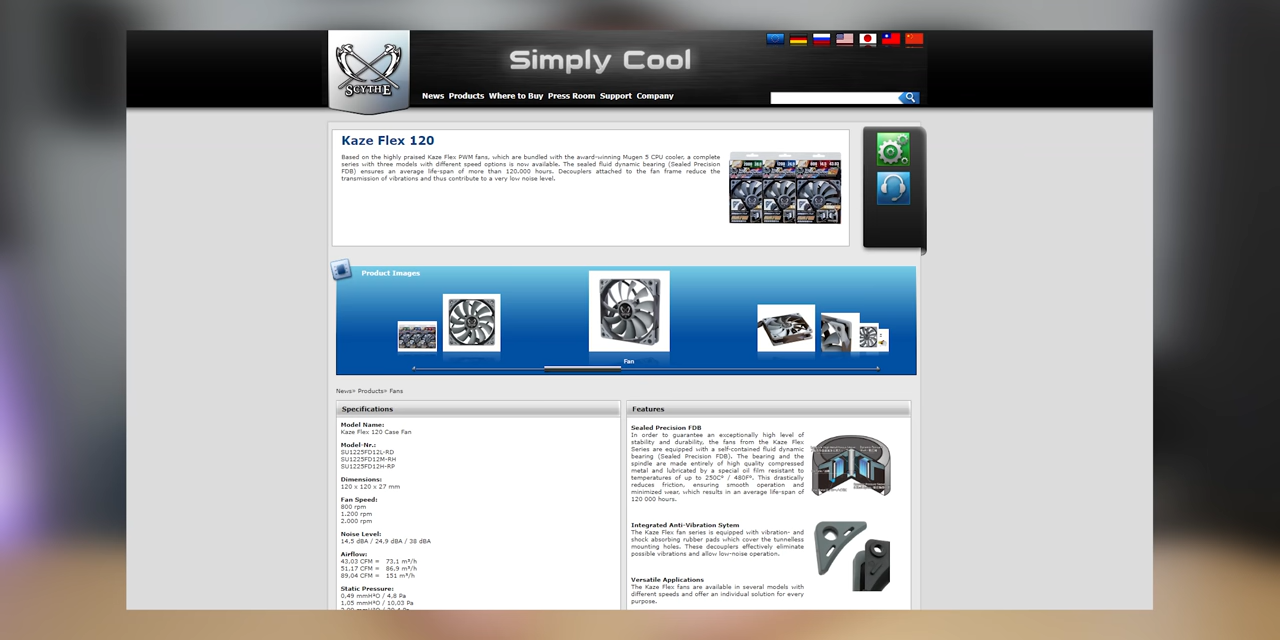 Simply Cool
SCYTHE
News Products Where to Buy Press Room Support Company
Kaze Flex 120
Based on the highly praised Kaze Flex PWM fans, which are bundled with the award-winning Mugen 5 CPU cooler, a complete
series with three models with different speed options is now available. The sealed fluid dynamic bearing (Sealed Precision
FDB) ensures an average life-span of more than 120.000 hours. Decouplers attached to the fan frame reduce the
transmission of vibrations and thus contribute to a very low noise level.
Product Images
Fan
News» Products» Fans
Specifications
Model Name:
Kaze Flex 120 Case Fan
Model-Nr.:
SU1225FD12L-RD
SU1225FD12M-RH
SU1225FD12H-RP
Dimensions:
120 x 120 x 27 mm
Fan Speed:
800 rpm
1.200 rpm
2.000 rpm
Noise Level:
14,5 dBA / 24,9 dBA / 38 dBA
Airflow:
43,03 CFM = 73,1 m³/h
51,17 CFM = 86,9 m³/h
89,04 CFM = 151 m³/h
Static Pressure:
0,49 mmH²O / 4,8 Pa
1,05 mmH²O / 10,03 Pa
Features
Sealed Precision FDB
In order to guarantee an exceptionally high level of
stability and durability, the fans from the Kaze Flex
Series are equipped with a self-contained fluid dynamic
bearing (Sealed Precision FDB). The bearing and the
spindle are made entirely of high quality compressed
metal and lubricated by a special oil film resistant to
temperatures of up to 250C° / 480F°. This drastically
reduces friction, ensuring smooth operation and
minimized wear, which results in an average life-span of
120 000 hours.
Integrated Anti-Vibration Sytem
The Kaze Flex fan series is equipped with vibration- and
shock absorbing rubber pads which cover the tunnelless
mounting holes. These decouplers effectively eliminate
possible vibrations and allow low-noise operation.
Versatile Applications
The Kaze Flex fans are available in several models with
different speeds and offer an individual solution for every
purpose.